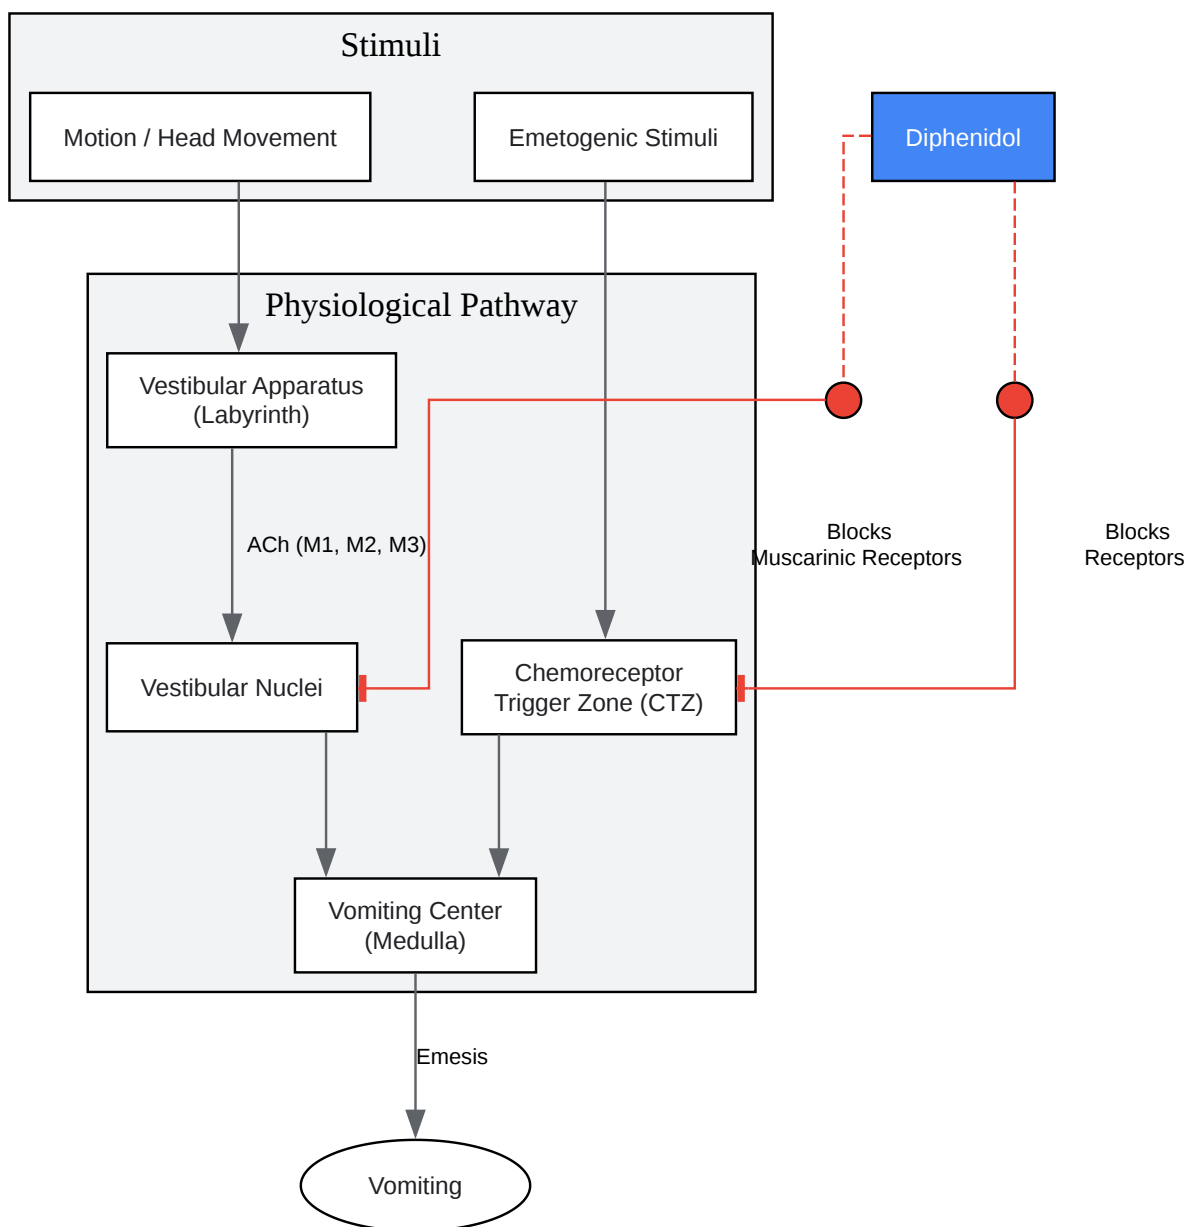 Stimuli
Motion / Head Movement
Emetogenic Stimuli
Diphenidol
Physiological Pathway
Vestibular Apparatus
(Labyrinth)
ACh (M1, M2, M3)
Blocks
Muscarinic Receptors
Blocks
Receptors
Vestibular Nuclei
Chemoreceptor
Trigger Zone (CTZ)
Vomiting Center
(Medulla)
Emesis
Vomiting